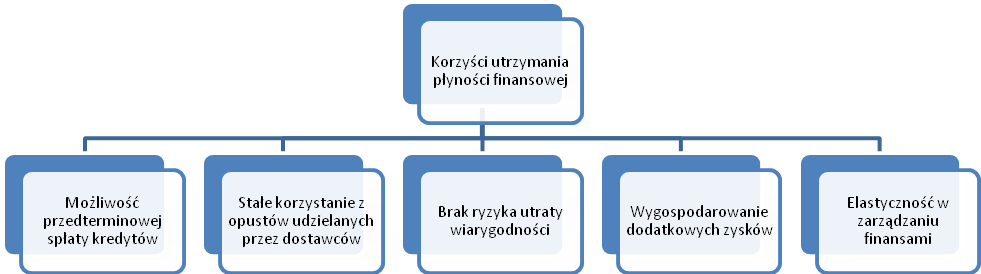 Korzyści utrzymania
płyności finansowej
Możliwość
przedterminowej
spłaty kredytów
Stałe korzystanie z
opustów udzielanych
przez dostawców
Brak ryzyka utraty
wiarygodności
Wygospodarowanie
dodatkowych zysków
Elastyczność w
zarządzaniu
finansami